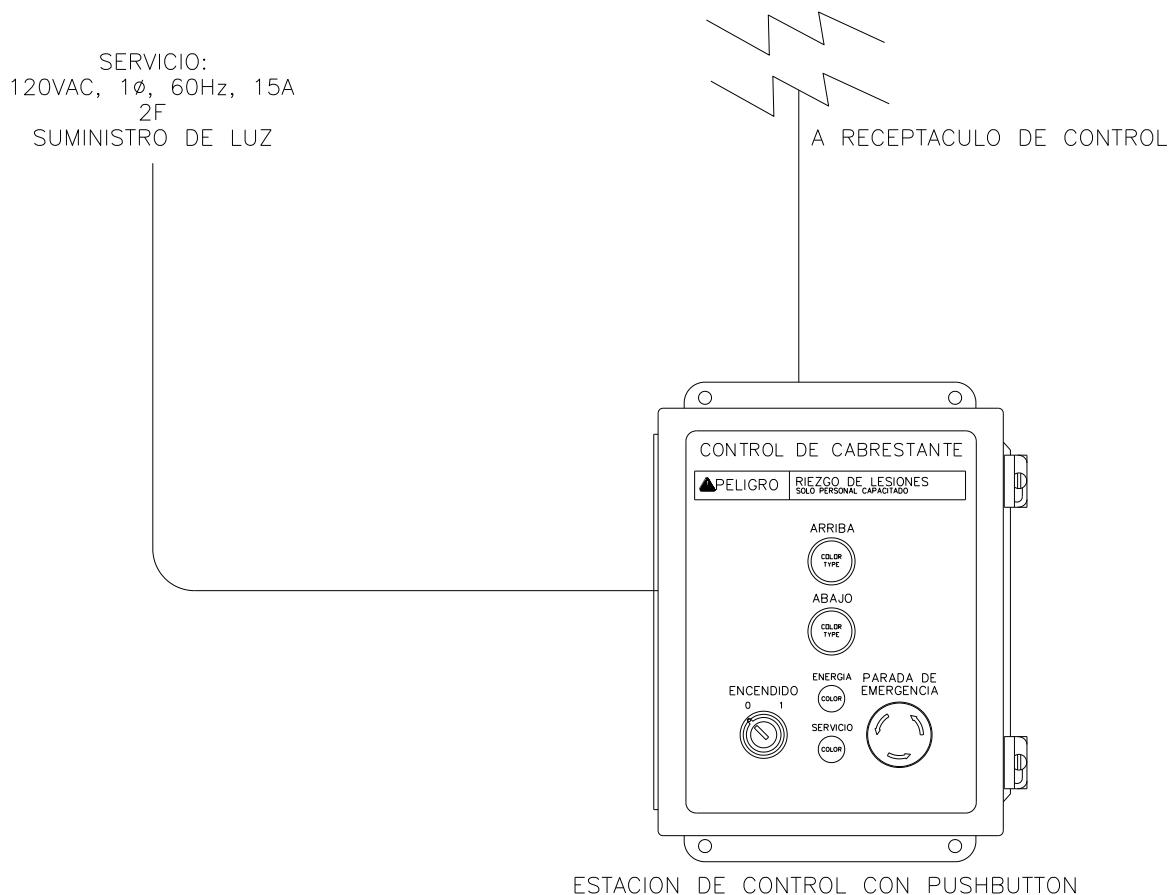 SERVICIO:
120VAC, 1ø, 60Hz, 15A
2F
SUMINISTRO DE LUZ
A RECEPTACULO DE CONTROL
CONTROL DE CABRESTANTE
PELIGRO
RIEZGO DE LESIONES
SOLO PERSONAL CAPACITADO
ARRIBA
COLOR
TYPE
ABAJO
COLOR
TYPE
ENCENDIDO
0 1
ENERGIA
COLOR
SERVICIO
COLOR
PARADA DE
EMERGENCIA
ESTACION DE CONTROL CON PUSHBUTTON